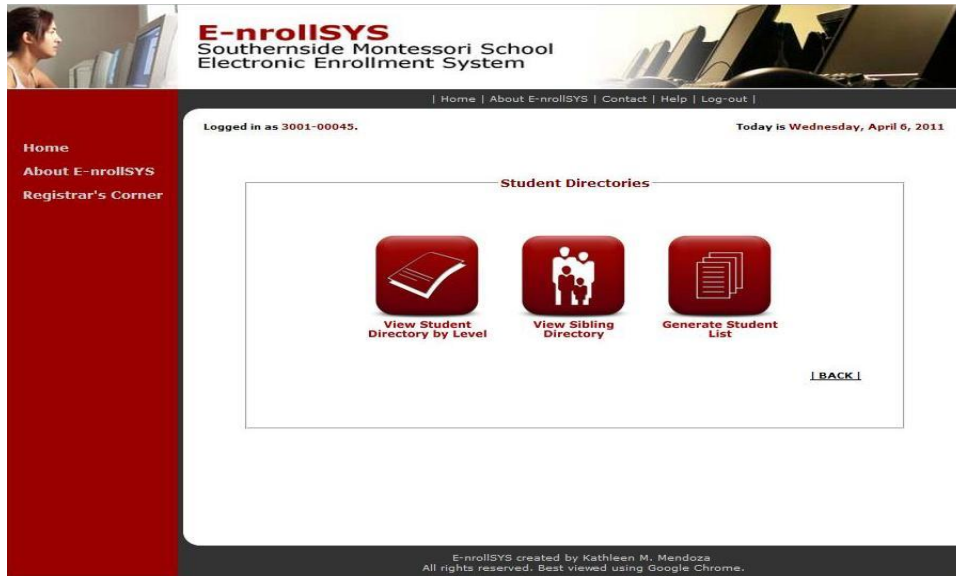 E-nrollSYS
Southernside Montessori School
Electronic Enrollment System
| Home | About E-nrollSYS | Contact | Help | Log-out |
Logged in as 3001-00045.
Today is Wednesday, April 6, 2011
Home
About E-nrollSYS
Registrar's Corner
Student Directories
View Student
Directory by Level
View Sibling
Directory
Generate Student
List
| BACK |
E-nrollSYS created by Kathleen M. Mendoza
All rights reserved. Best viewed using Google Chrome.